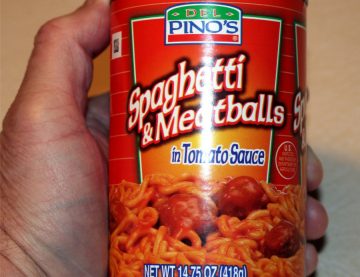 DEL
PINO'S
Spaghetti
& Meatballs
in Tomato Sauce
U.S.
NET WT 14.75 OZ (418g)